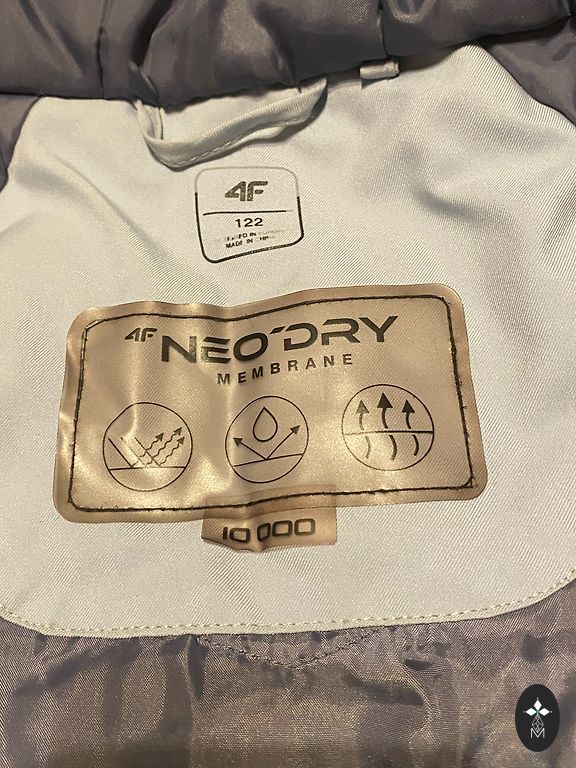 4F
122
MADE IN
4F NEO'DRY
MEMBRANE
10 000
M